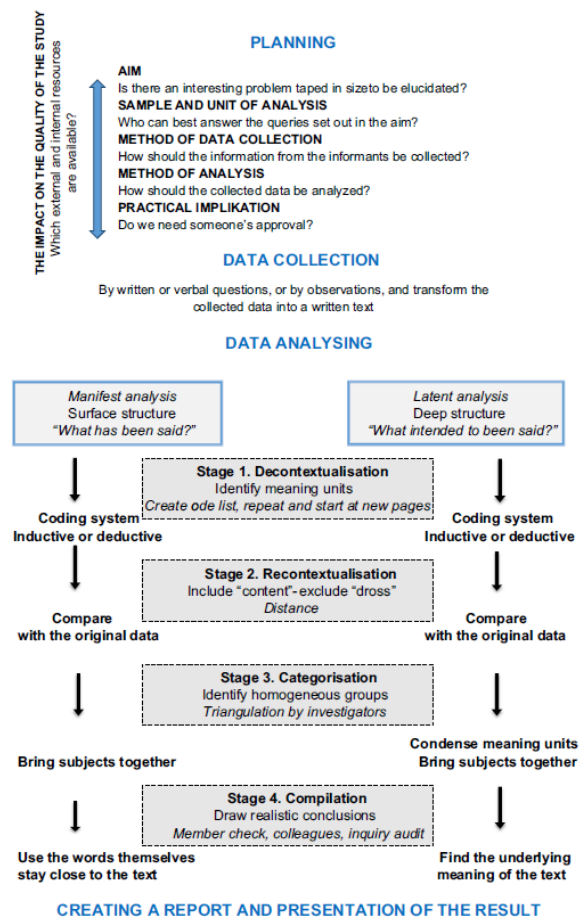 PLANNING
THE IMPACT ON THE QUALITY OF THE STUDY
Which external and internal resources
are available?
AIM
Is there an interesting problem taped in sizeto be elucidated?
SAMPLE AND UNIT OF ANALYSIS
Who can best answer the queries set out in the aim?
METHOD OF DATA COLLECTION
How should the information from the informants be collected?
METHOD OF ANALYSIS
How should the collected data be analyzed?
PRACTICAL IMPLIKATION
Do we need someone's approval?
DATA COLLECTION
By written or verbal questions, or by observations, and transform the
collected data into a written text
DATA ANALYSING
Manifest analysis
Surface structure
"What has been said?"
Latent analysis
Deep structure
"What intended to been said?"
Stage 1. Decontextualisation
Identify meaning units
Create ode list, repeat and start at new pages
Coding system
Inductive or deductive
Coding system
Inductive or deductive
Stage 2. Recontextualisation
Include "content"- exclude "dross"
Distance
Compare
with the original data
Compare
with the original data
Stage 3. Categorisation
Identify homogeneous groups
Triangulation by investigators
Bring subjects together
Condense meaning units
Bring subjects together
Stage 4. Compilation
Draw realistic conclusions
Member check, colleagues, inquiry audit
Use the words themselves
stay close to the text
Find the underlying
meaning of the text
CREATING A REPORT AND PRESENTATION OF THE RESULT